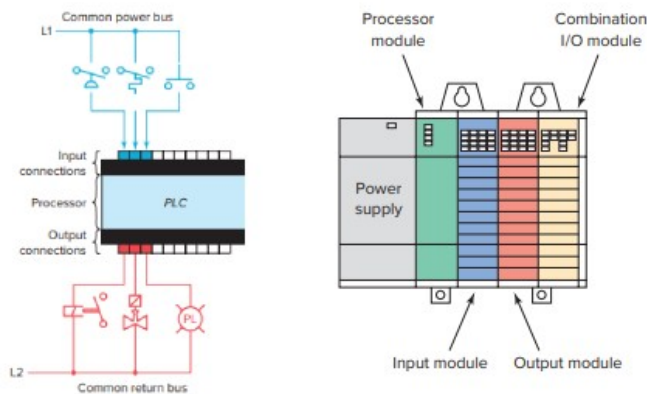 Common power bus
L1
Input
connections
Processor
PLC
Output
connections
PL
L2
Common return bus
Processor
module
Combination
I/O module
Power
supply
Input module
Output module